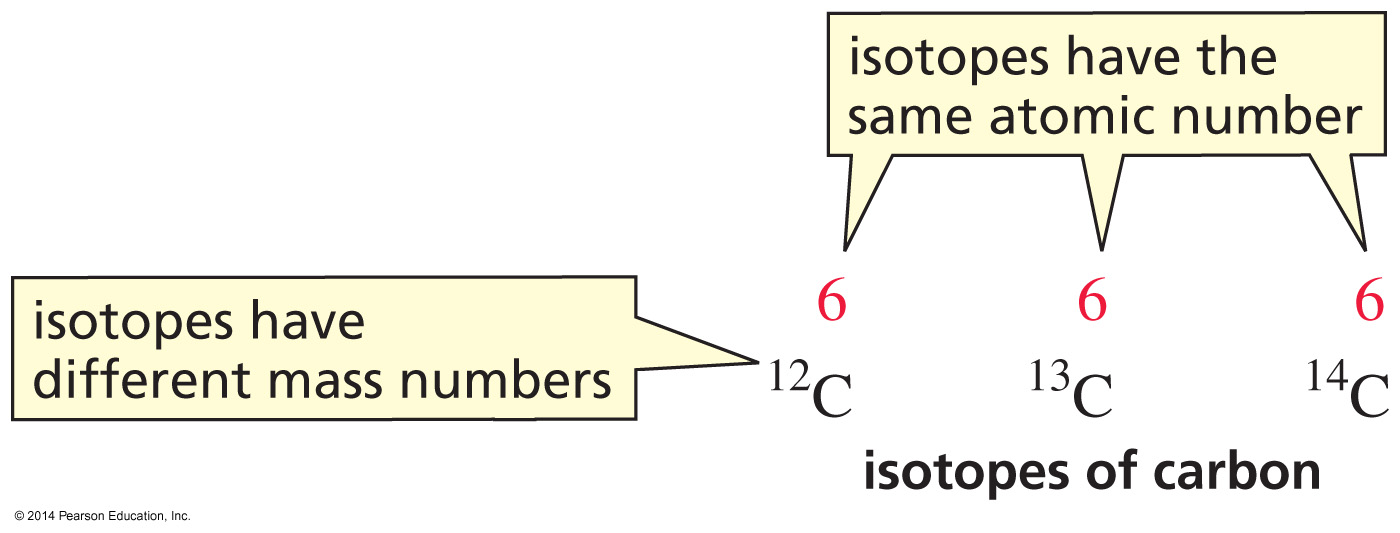 isotopes have the
same atomic number
6 6 6
isotopes have
different mass numbers
¹²C ¹³C ¹⁴C
isotopes of carbon
© 2014 Pearson Education, Inc.